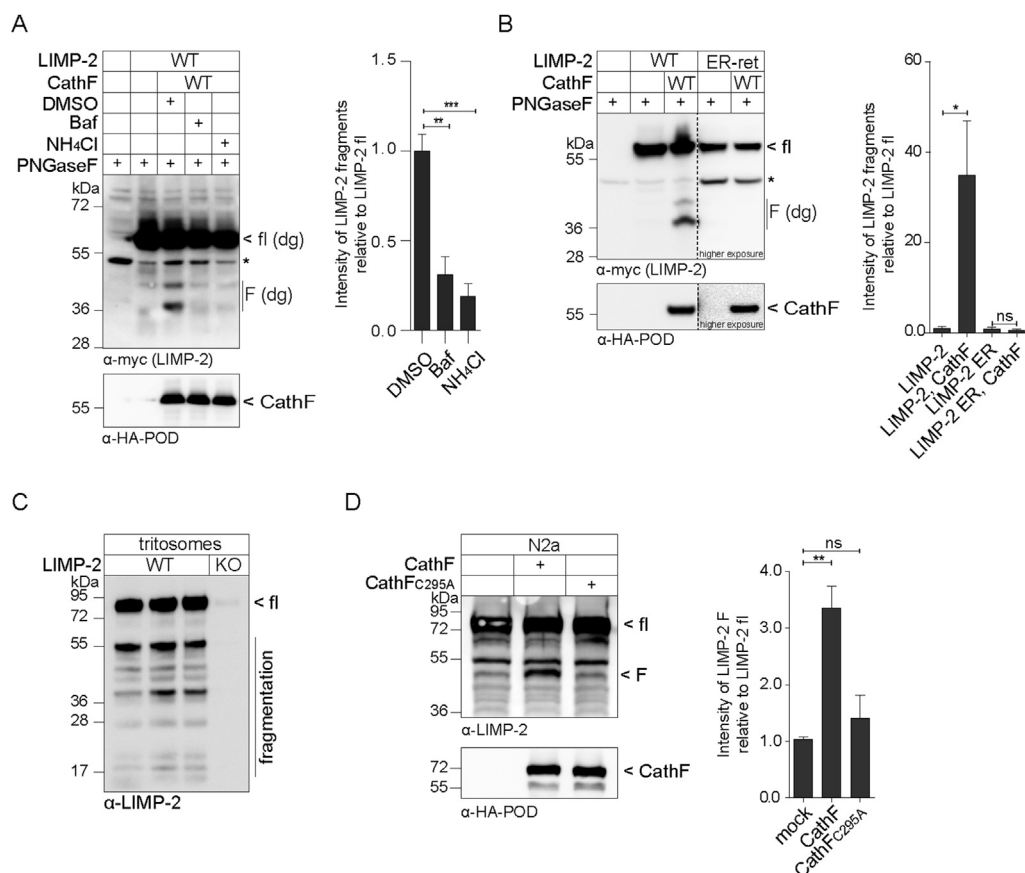 A
LIMP-2 WT
CathF WT
DMSO +
Baf +
NH4Cl +
PNGaseF + + + + +
kDa
72
55
36
28
< fl (dg)
*
F (dg)
α-myc (LIMP-2)
55
< CathF
α-HA-POD
Intensity of LIMP-2 fragments
relative to LIMP-2 fl
1.5
1.0
0.5
0.0
***
**
DMSO
Baf
NH4Cl
B
LIMP-2 WT ER-ret
CathF WT WT
PNGaseF + + + + +
kDa
55
36
28
< fl
*
F (dg)
higher exposure
α-myc (LIMP-2)
55
< CathF
higher exposure
α-HA-POD
Intensity of LIMP-2 fragments
relative to LIMP-2 fl
60
40
20
0.0
*
ns
LIMP-2
LIMP-2, CathF
LIMP-2 ER
LIMP-2 ER, CathF
C
tritosomes
LIMP-2 WT KO
kDa
95
72
55
36
28
17
< fl
fragmentation
α-LIMP-2
D
N2a
CathF +
CathFC295A +
kDa
95
72
55
36
< fl
< F
α-LIMP-2
72
55
< CathF
α-HA-POD
Intensity of LIMP-2 F
relative to LIMP-2 fl
4.0
3.0
2.0
1.0
0.0
ns
**
mock
CathF
CathFC295A